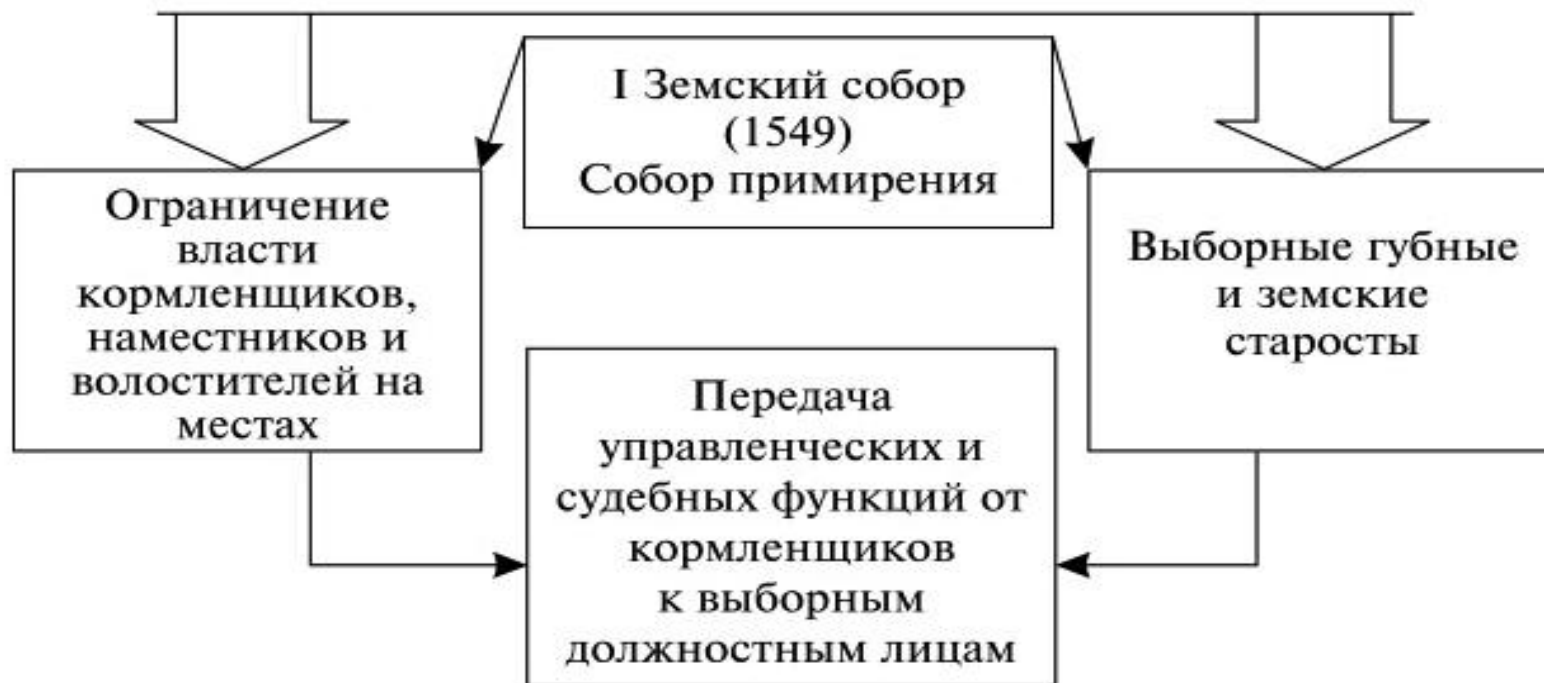 I Земский собор
(1549)
Собор примирения
Ограничение
власти
кормленщиков,
наместников и
волостителей на
местах
Выборные губные
и земские
старосты
Передача
управленческих и
судебных функций от
кормленщиков
к выборным
должностным лицам